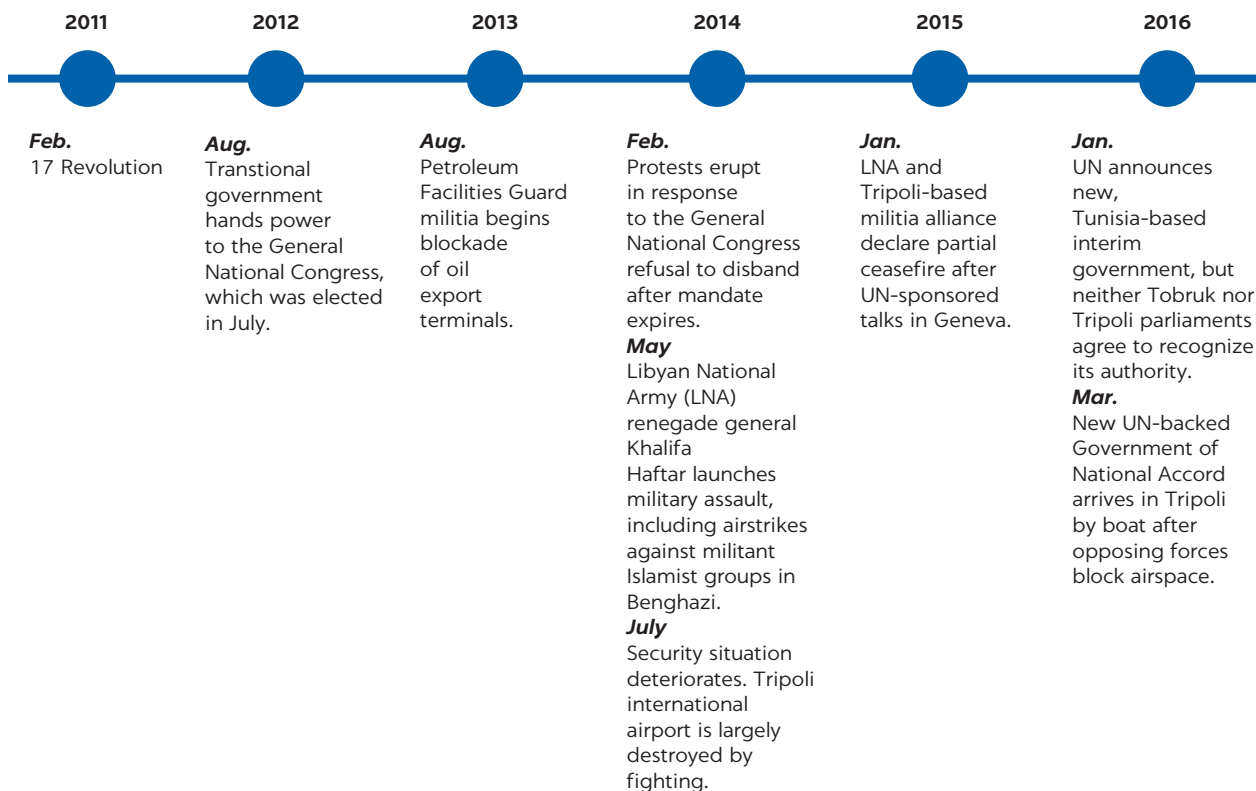 2011
2012
2013
2014
2015
2016
Feb.
17 Revolution
Aug.
Transtional
government
hands power
to the General
National Congress,
which was elected
in July.
Aug.
Petroleum
Facilities Guard
militia begins
blockade
of oil
export
terminals.
Feb.
Protests erupt
in response
to the General
National Congress
refusal to disband
after mandate
expires.
May
Libyan National
Army (LNA)
renegade general
Khalifa
Haftar launches
military assault,
including airstrikes
against militant
Islamist groups in
Benghazi.
July
Security situation
deteriorates. Tripoli
international
airport is largely
destroyed by
fighting.
Jan.
LNA and
Tripoli-based
militia alliance
declare partial
ceasefire after
UN-sponsored
talks in Geneva.
Jan.
UN announces
new,
Tunisia-based
interim
government, but
neither Tobruk nor
Tripoli parliaments
agree to recognize
its authority.
Mar.
New UN-backed
Government of
National Accord
arrives in Tripoli
by boat after
opposing forces
block airspace.